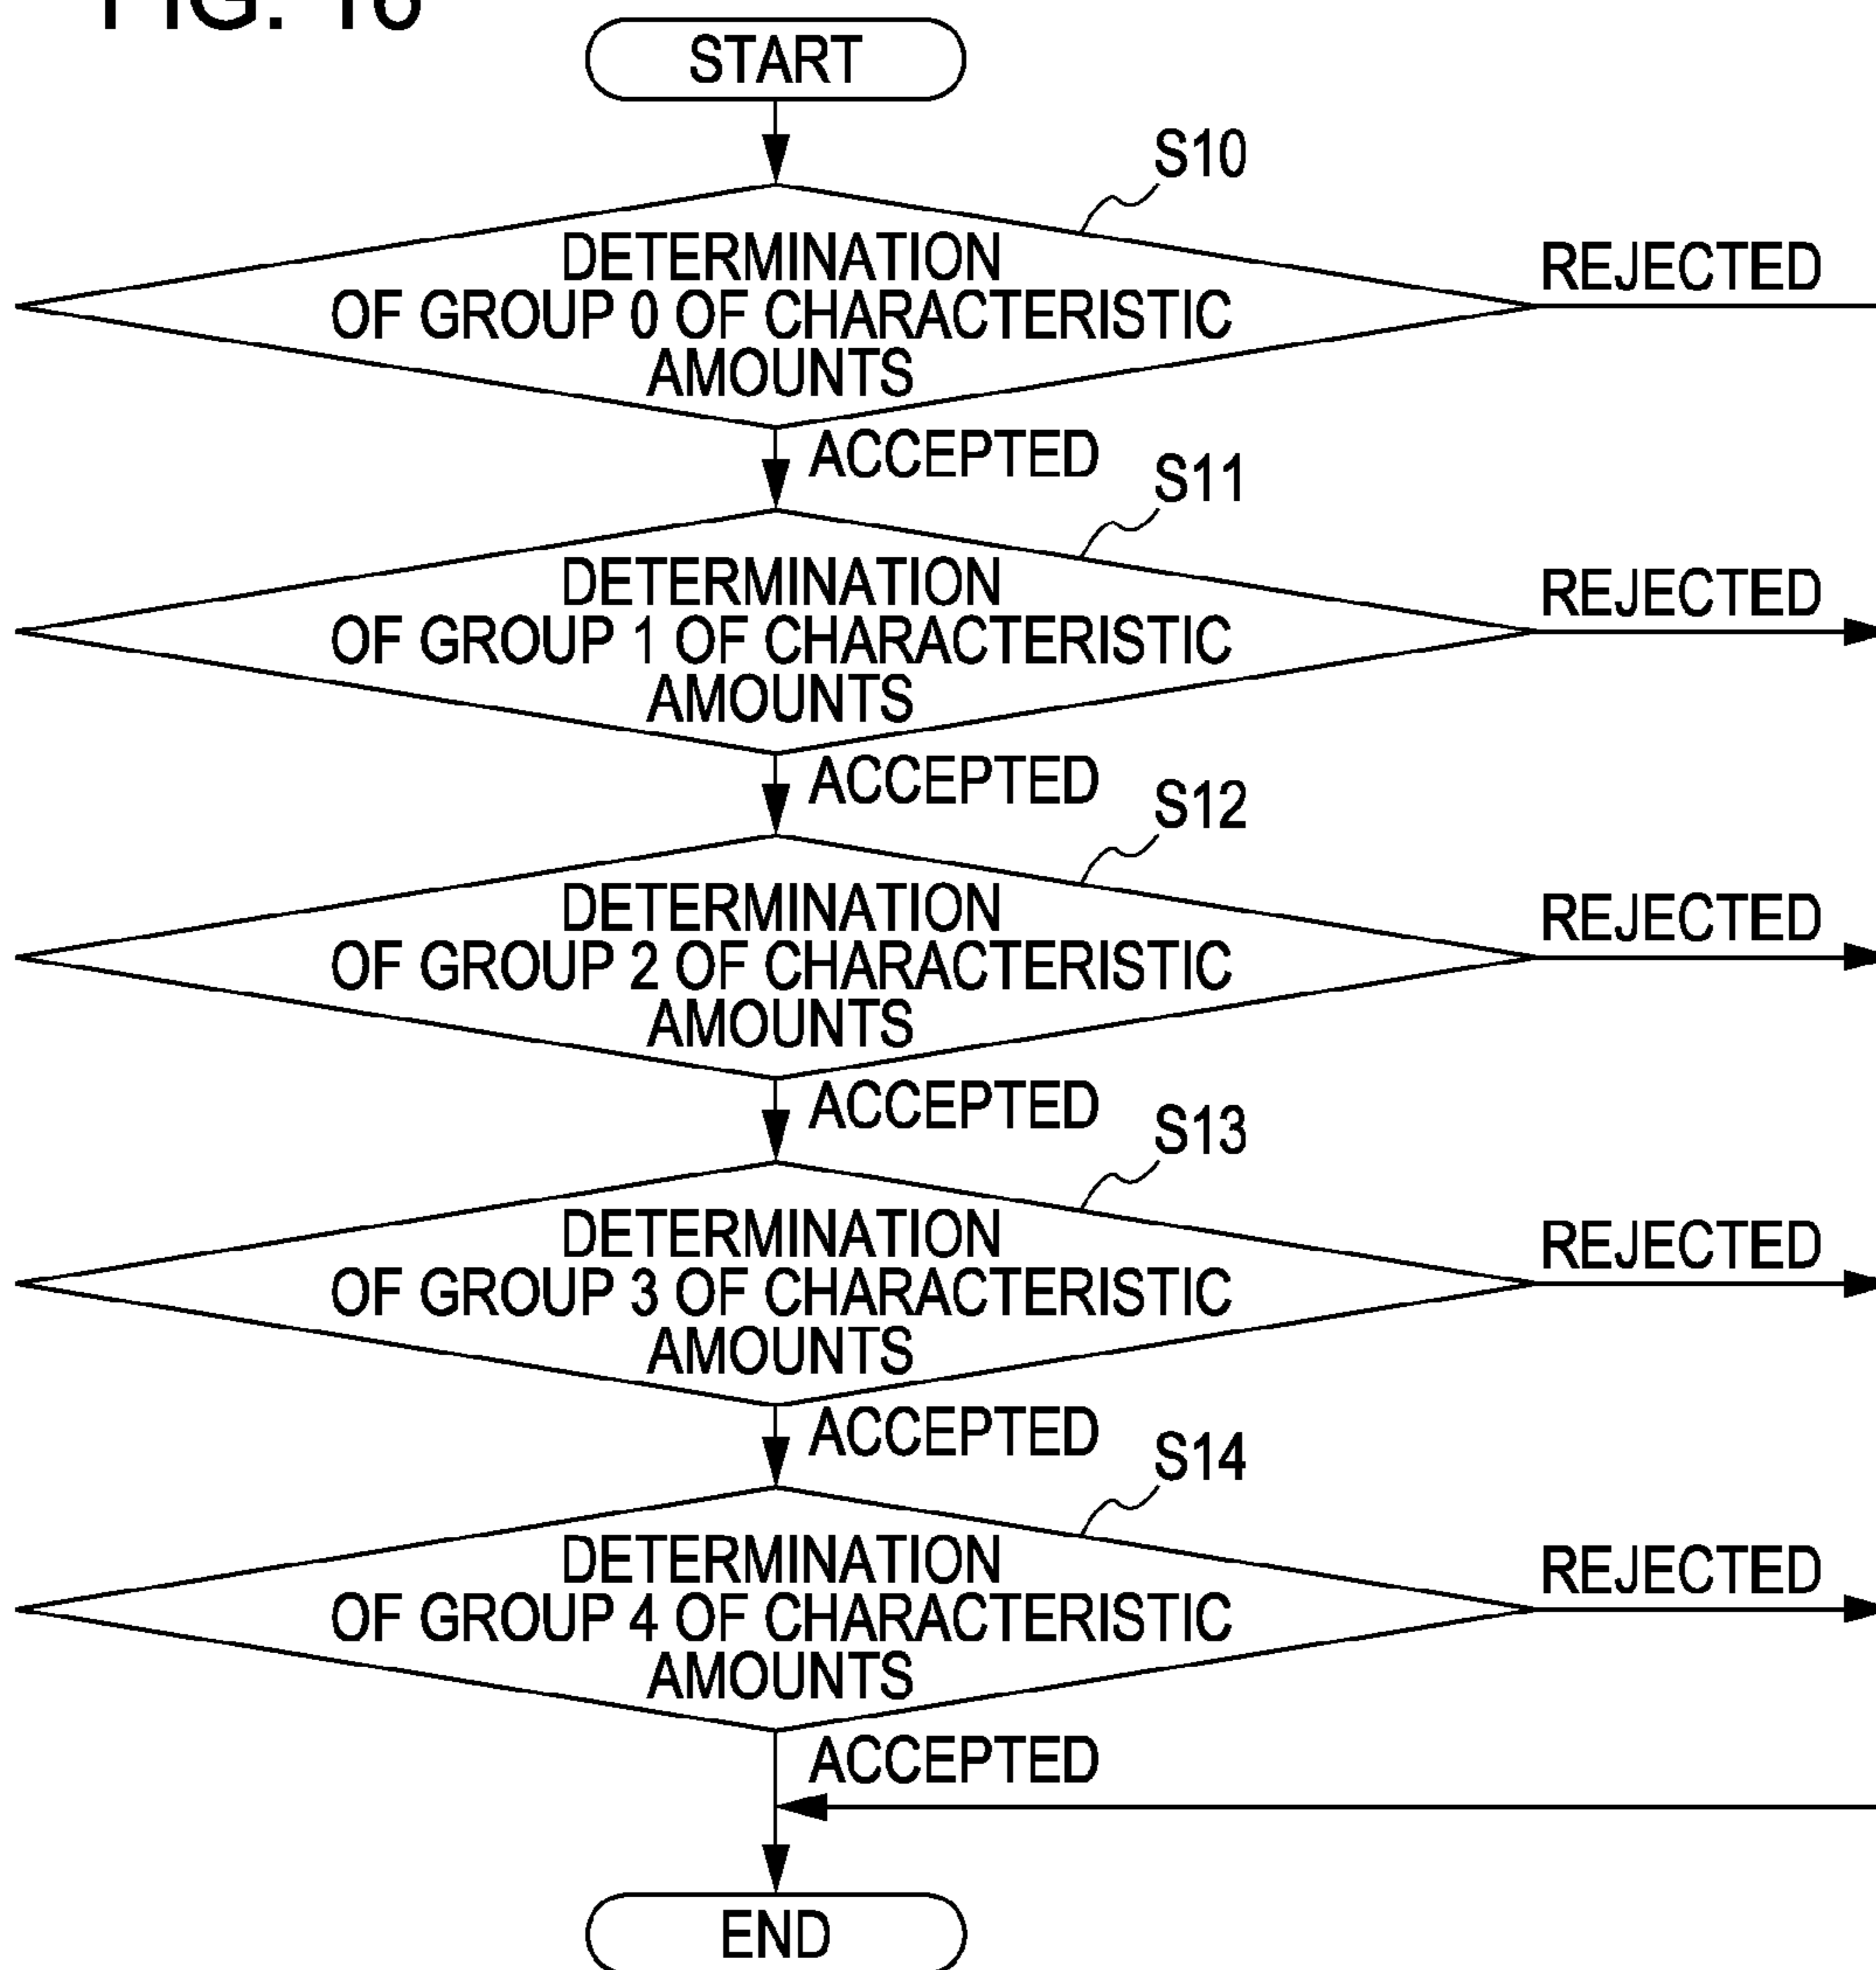 FIG.
START
S10
DETERMINATION
OF GROUP 0 OF CHARACTERISTIC
AMOUNTS
REJECTED
ACCEPTED
S11
DETERMINATION
OF GROUP 1 OF CHARACTERISTIC
AMOUNTS
REJECTED
ACCEPTED
S12
DETERMINATION
OF GROUP 2 OF CHARACTERISTIC
AMOUNTS
REJECTED
ACCEPTED
S13
DETERMINATION
OF GROUP 3 OF CHARACTERISTIC
AMOUNTS
REJECTED
ACCEPTED
S14
DETERMINATION
OF GROUP 4 OF CHARACTERISTIC
AMOUNTS
REJECTED
ACCEPTED
END